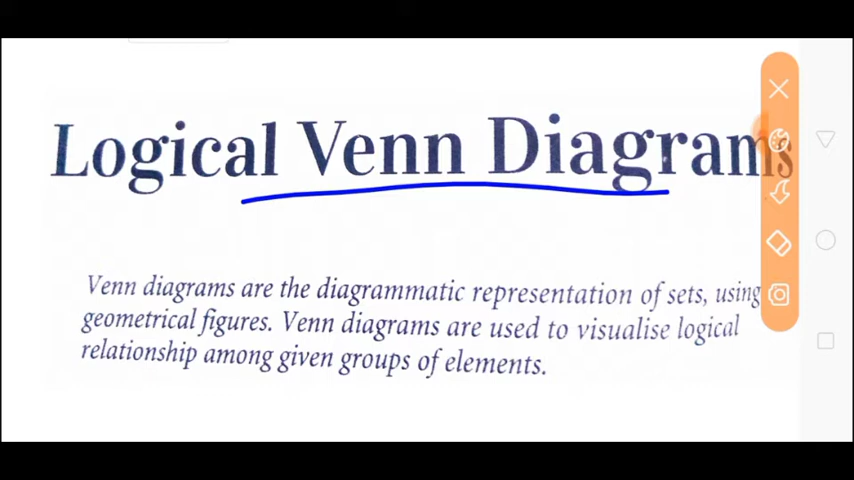 Logical Venn Diagrams
Venn diagrams are the diagrammatic representation of sets, using
geometrical figures. Venn diagrams are used to visualise logical
relationship among given groups of elements.